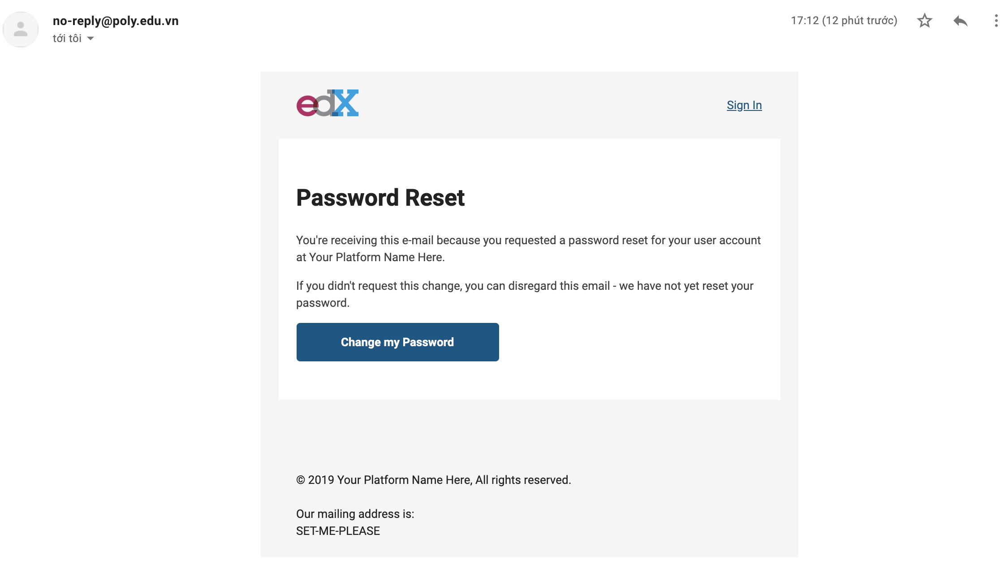 no-reply@poly.edu.vn
17:12 (12 phút trước)
tới tôi
edX
Sign In
Password Reset
You're receiving this e-mail because you requested a password reset for your user account
at Your Platform Name Here.
If you didn't request this change, you can disregard this email - we have not yet reset your
password.
Change my Password
© 2019 Your Platform Name Here, All rights reserved.
Our mailing address is:
SET-ME-PLEASE